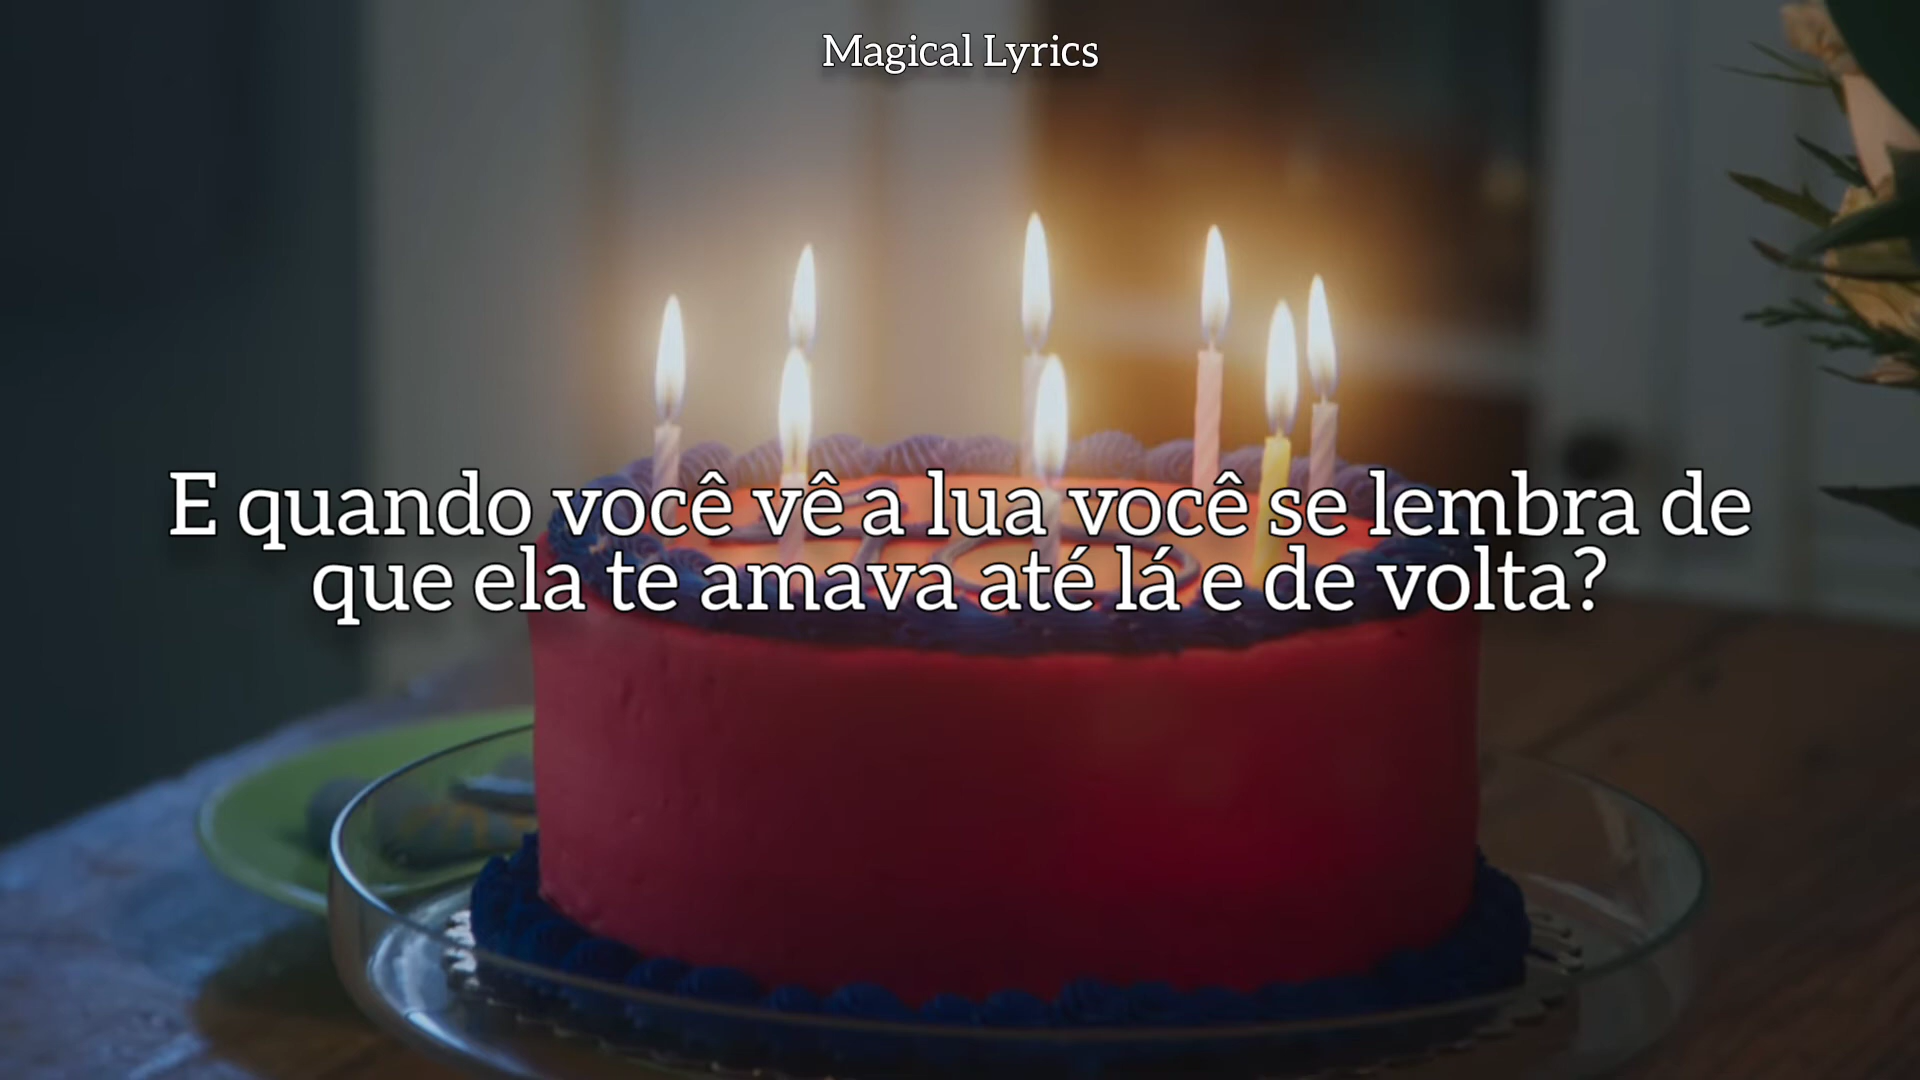 Magical Lyrics
E quando você vê a lua você se lembra de
que ela te amava até lá e de volta?